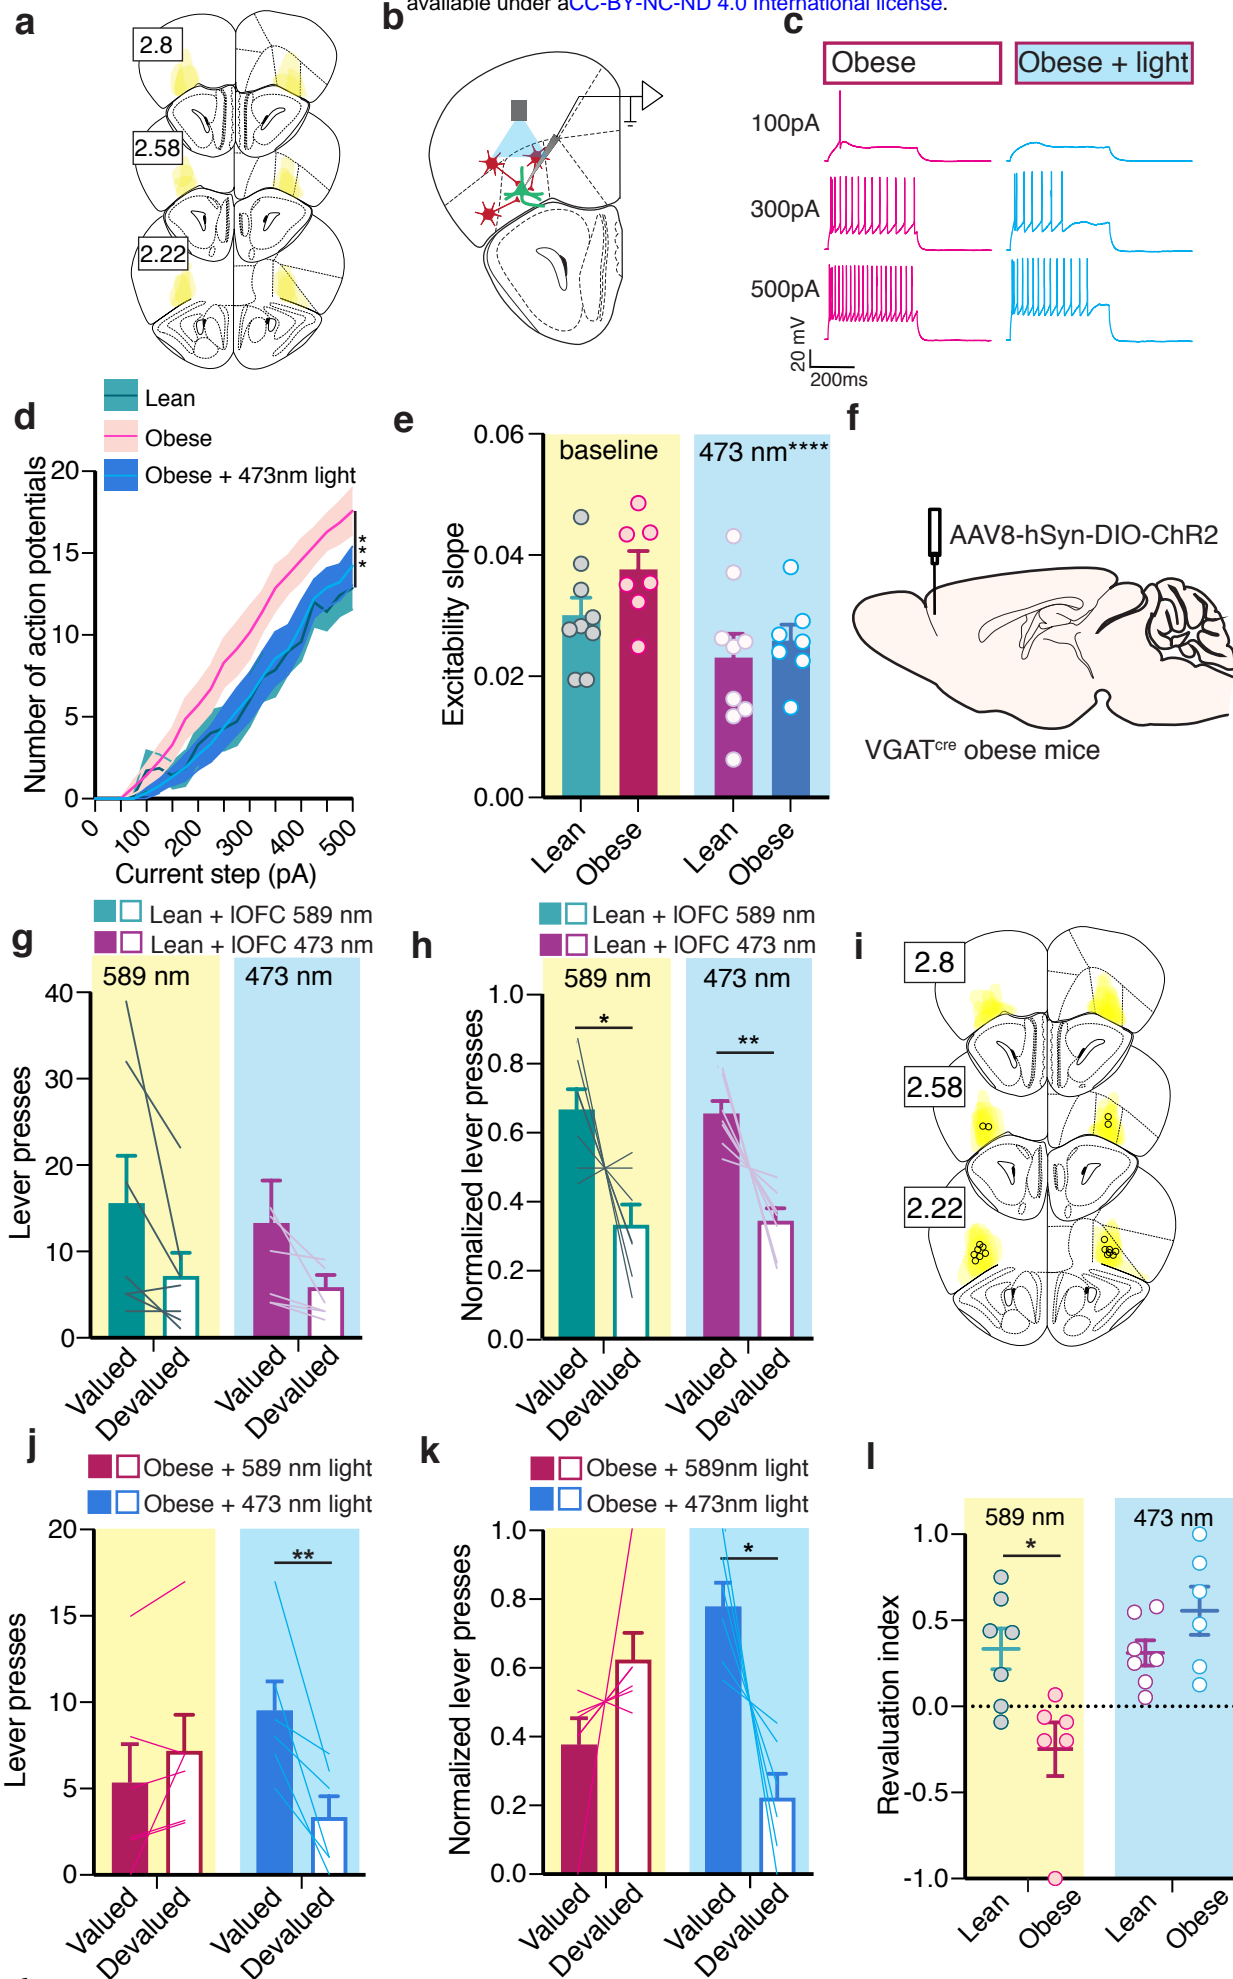 available under aCC-BY-NC-ND 4.0 International license.
a
2.8
2.58
2.22
b
c
Obese
Obese + light
100pA
300pA
500pA
20 mV
200ms
d
Lean
Obese
Obese + 473nm light
Number of action potentials
20
15
10
5
0
***
0
100
200
300
400
500
Current step (pA)
e
Excitability slope
0.06
0.04
0.02
0.00
baseline
473 nm****
Lean
Obese
Lean
Obese
f
AAV8-hSyn-DIO-ChR2
VGATcre obese mice
g
Lean + lOFC 589 nm
Lean + lOFC 473 nm
589 nm
473 nm
Lever presses
40
30
20
10
0
Valued
Devalued
Valued
Devalued
h
Lean + lOFC 589 nm
Lean + lOFC 473 nm
589 nm
473 nm
*
**
Normalized lever presses
1.0
0.8
0.6
0.4
0.2
0.0
Valued
Devalued
Valued
Devalued
i
2.8
2.58
2.22
j
Obese + 589 nm light
Obese + 473 nm light
**
Lever presses
20
15
10
5
0
Valued
Devalued
Valued
Devalued
k
Obese + 589nm light
Obese + 473nm light
*
Normalized lever presses
1.0
0.8
0.6
0.4
0.2
0.0
Valued
Devalued
Valued
Devalued
l
589 nm
473 nm
*
Revaluation index
1.0
0.5
0.0
-0.5
-1.0
Lean
Obese
Lean
Obese